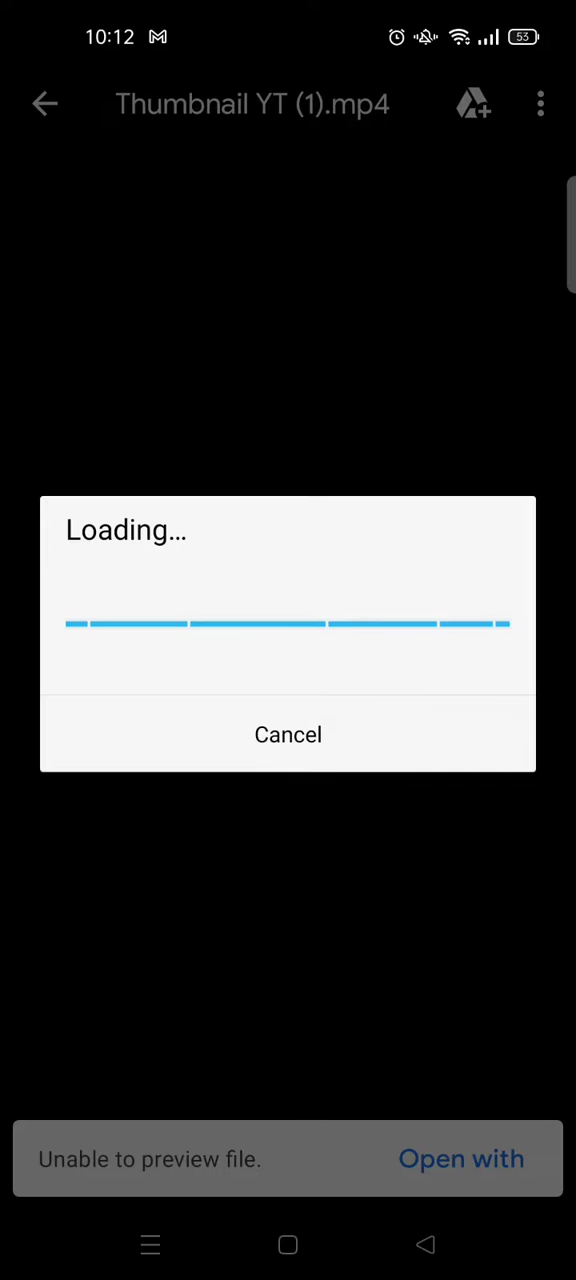 10:12
53
Thumbnail YT (1).mp4
Loading...
Cancel
Unable to preview file.
Open with